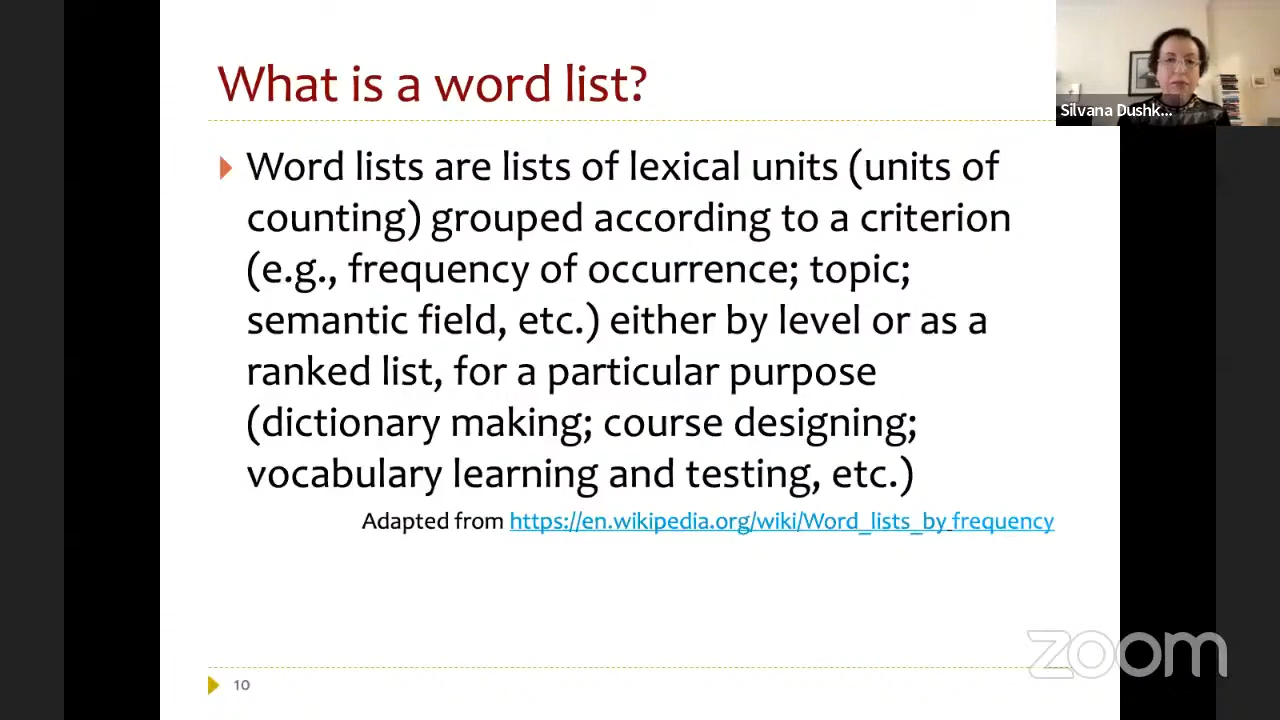 What is a word list?
Silvana Dushk...
Word lists are lists of lexical units (units of
counting) grouped according to a criterion
(e.g., frequency of occurrence; topic;
semantic field, etc.) either by level or as a
ranked list, for a particular purpose
(dictionary making; course designing;
vocabulary learning and testing, etc.)
Adapted from https://en.wikipedia.org/wiki/Word_lists_by frequency
zoom
10